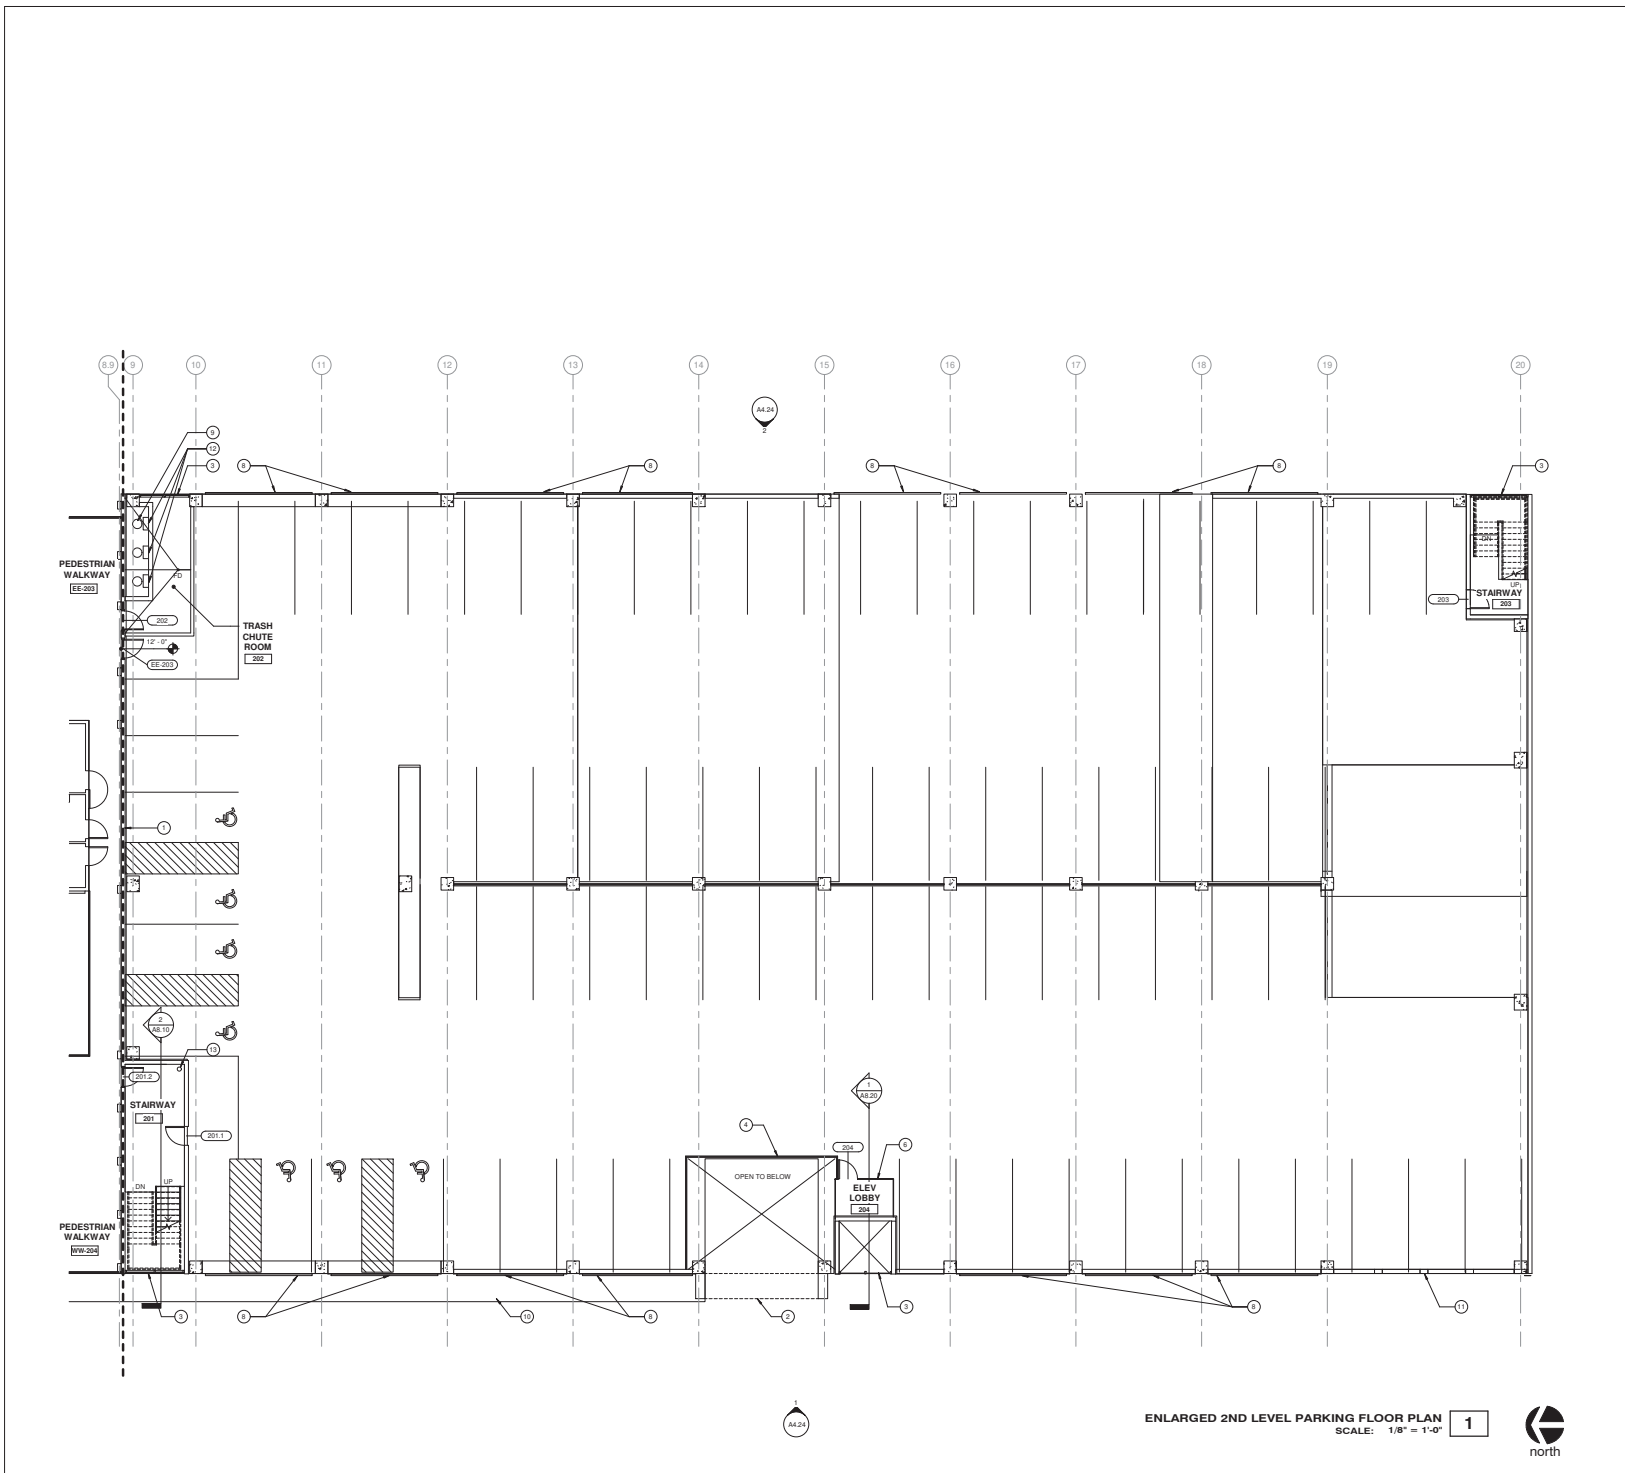 8.9 9 10 11 12 13 14 15 16 17 18 19 20
A4.24
2
9
12
3 8 8 8 8 3
PEDESTRIAN
WALKWAY
EE-203
FD
202
12' - 0"
EE-203
TRASH
CHUTE
ROOM
202
DN
UP
STAIRWAY
203
203
1
2
A8.10
13
201.2
STAIRWAY
201
201.1
DN
UP
PEDESTRIAN
WALKWAY
WW-204
1
A8.20
4
204
6
OPEN TO BELOW
ELEV
LOBBY
204
3 8 10 8 2 3 8 11
1
A4.24
ENLARGED 2ND LEVEL PARKING FLOOR PLAN 1
SCALE: 1/8" = 1'-0"
north